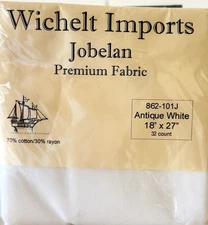 Wichelt Imports
Jobelan
Premium Fabric
862-101J
Antique White
18" x 27"
32 count
70% cotton/30% rayon